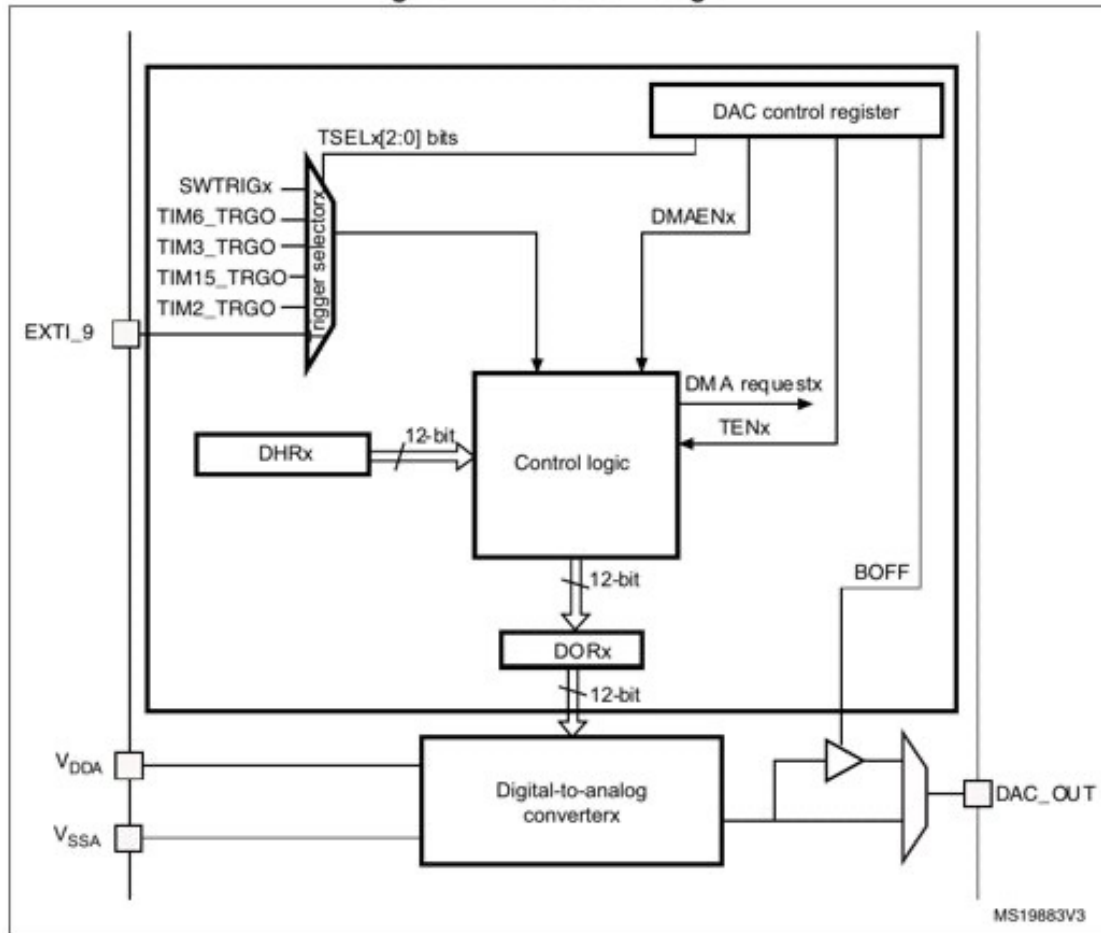 DAC control register
TSELx[2:0] bits
SWTRIGx
TIM6_TRGO
TIM3_TRGO
TIM15_TRGO
TIM2_TRGO
EXTI_9
Trigger selectorx
DMAENx
DMA requestx
TENx
DHRx
12-bit
Control logic
12-bit
BOFF
DORx
12-bit
VDDA
VSSA
Digital-to-analog
converterx
DAC_OUT
MS19883V3